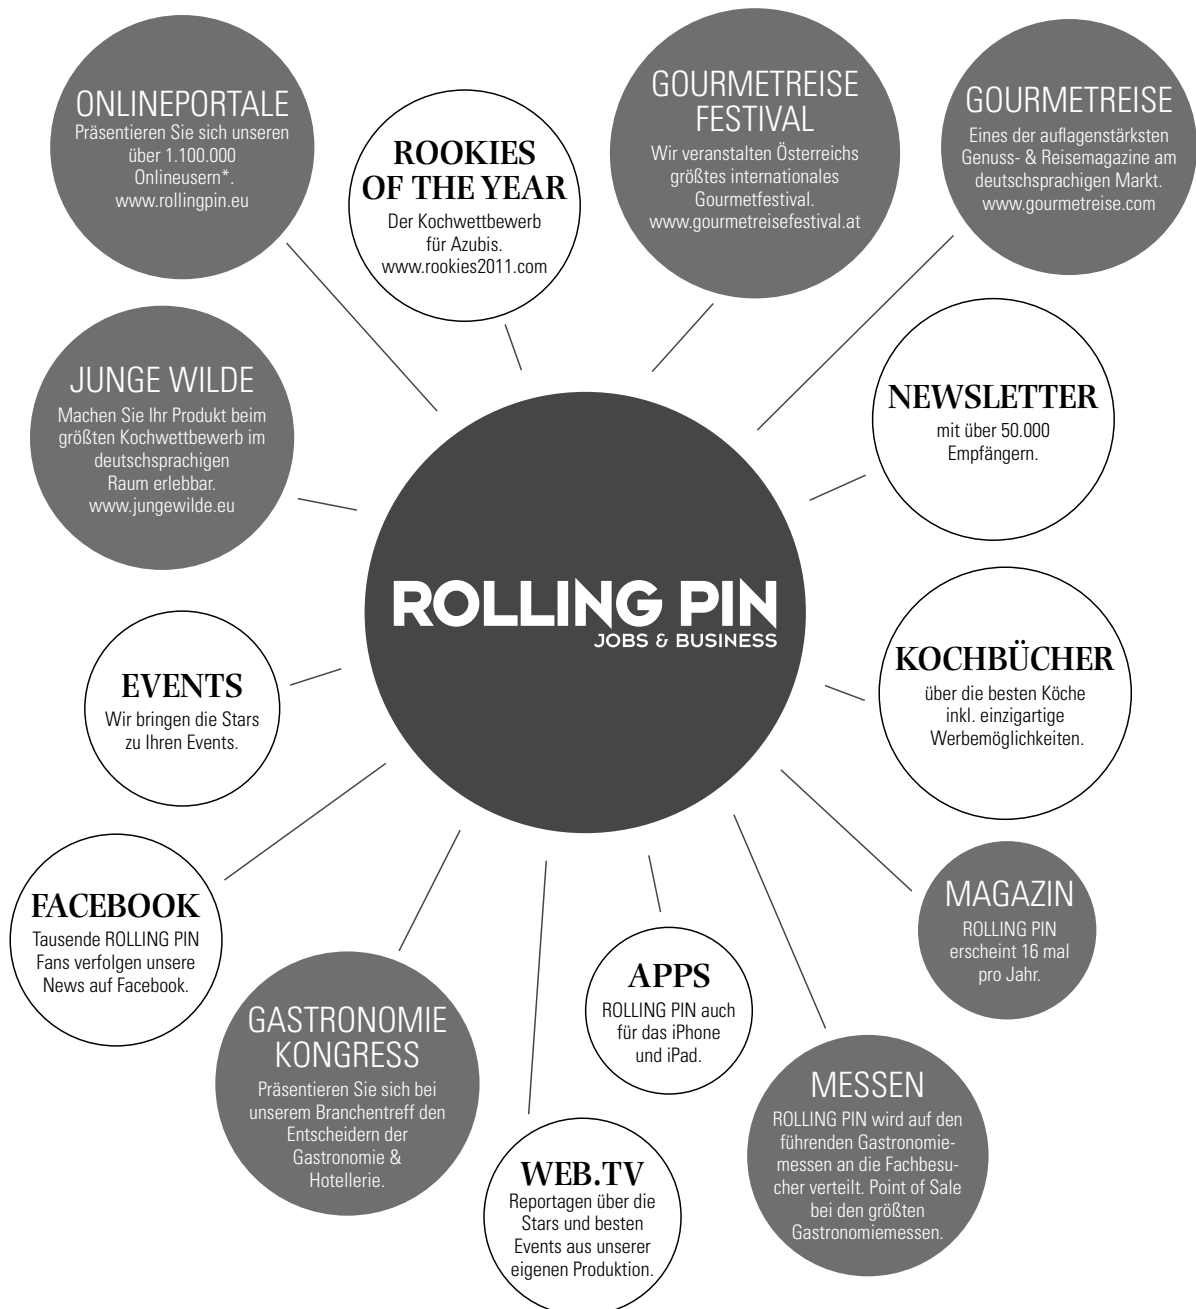 ONLINEPORTALE
Präsentieren Sie sich unseren
über 1.100.000
Onlineusern*.
www.rollingpin.eu
ROOKIES
OF THE YEAR
Der Kochwettbewerb
für Azubis.
www.rookies2011.com
GOURMETREISE
FESTIVAL
Wir veranstalten Österreichs
größtes internationales
Gourmetfestival.
www.gourmetreisefestival.at
GOURMETREISE
Eines der auflagenstärksten
Genuss- & Reisemagazine am
deutschsprachigen Markt.
www.gourmetreise.com
JUNGE WILDE
Machen Sie Ihr Produkt beim
größten Kochwettbewerb im
deutschsprachigen
Raum erlebbar.
www.jungewilde.eu
NEWSLETTER
mit über 50.000
Empfängern.
ROLLING PIN
JOBS & BUSINESS
EVENTS
Wir bringen die Stars
zu Ihren Events.
KOCHBÜCHER
über die besten Köche
inkl. einzigartige
Werbemöglichkeiten.
FACEBOOK
Tausende ROLLING PIN
Fans verfolgen unsere
News auf Facebook.
MAGAZIN
ROLLING PIN
erscheint 16 mal
pro Jahr.
GASTRONOMIE
KONGRESS
Präsentieren Sie sich bei
unserem Branchentreff den
Entscheidern der
Gastronomie &
Hotellerie.
APPS
ROLLING PIN auch
für das iPhone
und iPad.
MESSEN
ROLLING PIN wird auf den
führenden Gastronomie-
messen an die Fachbesu-
cher verteilt. Point of Sale
bei den größten
Gastronomiemessen.
WEB.TV
Reportagen über die
Stars und besten
Events aus unserer
eigenen Produktion.